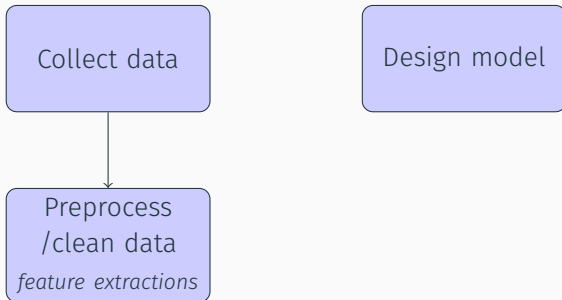 Collect data
Design model
Preprocess
/clean data
feature extractions